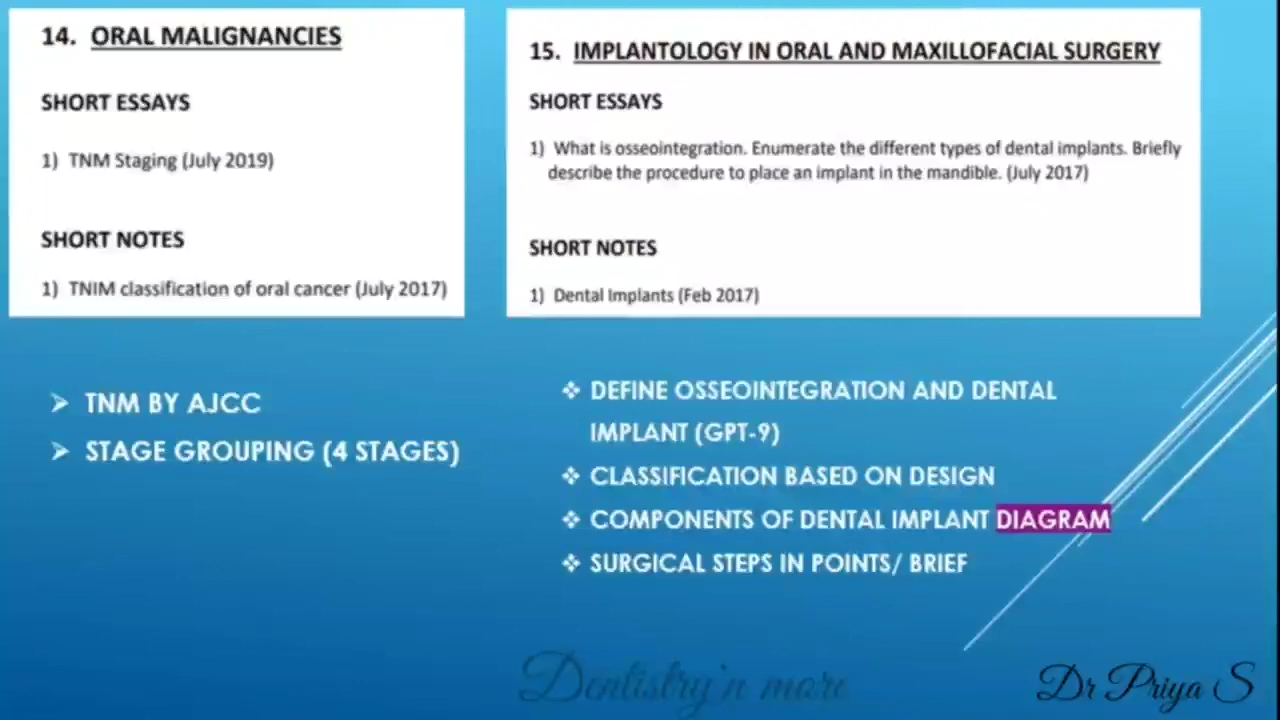 14. ORAL MALIGNANCIES
SHORT ESSAYS
1) TNM Staging (July 2019)
SHORT NOTES
1) TNIM classification of oral cancer (July 2017)
15. IMPLANTOLOGY IN ORAL AND MAXILLOFACIAL SURGERY
SHORT ESSAYS
1) What is osseointegration. Enumerate the different types of dental implants. Briefly
describe the procedure to place an implant in the mandible. (July 2017)
SHORT NOTES
1) Dental Implants (Feb 2017)
➢ TNM BY AJCC
➢ STAGE GROUPING (4 STAGES)
❖ DEFINE OSSEOINTEGRATION AND DENTAL
IMPLANT (GPT-9)
❖ CLASSIFICATION BASED ON DESIGN
❖ COMPONENTS OF DENTAL IMPLANT DIAGRAM
❖ SURGICAL STEPS IN POINTS/ BRIEF
Dentistry'n more
Dr Priya S